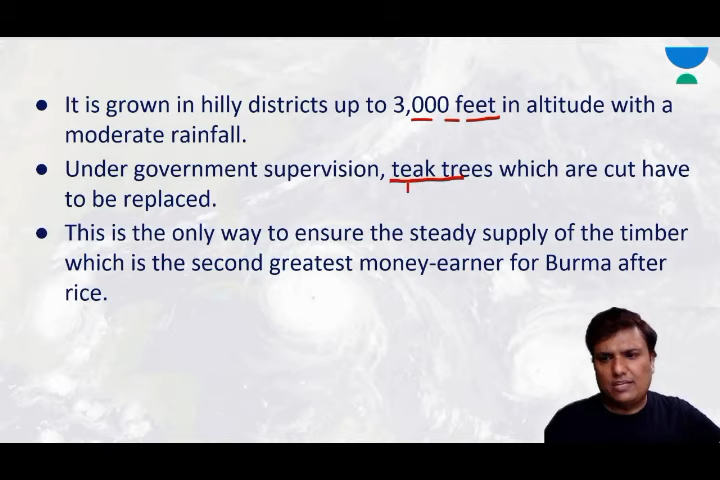 ● It is grown in hilly districts up to 3,000 feet in altitude with a
moderate rainfall.
● Under government supervision, teak trees which are cut have
to be replaced.
● This is the only way to ensure the steady supply of the timber
which is the second greatest money-earner for Burma after
rice.